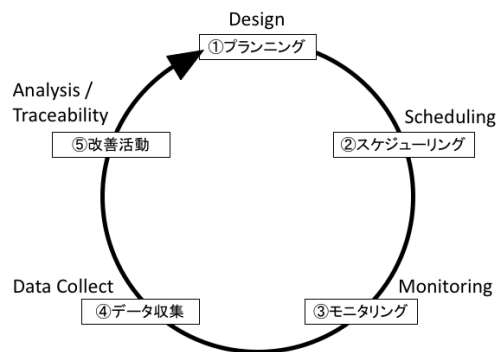 Design
①プランニング
Scheduling
②スケジューリング
Monitoring
③モニタリング
Data Collect
④データ収集
Analysis /
Traceability
⑤改善活動